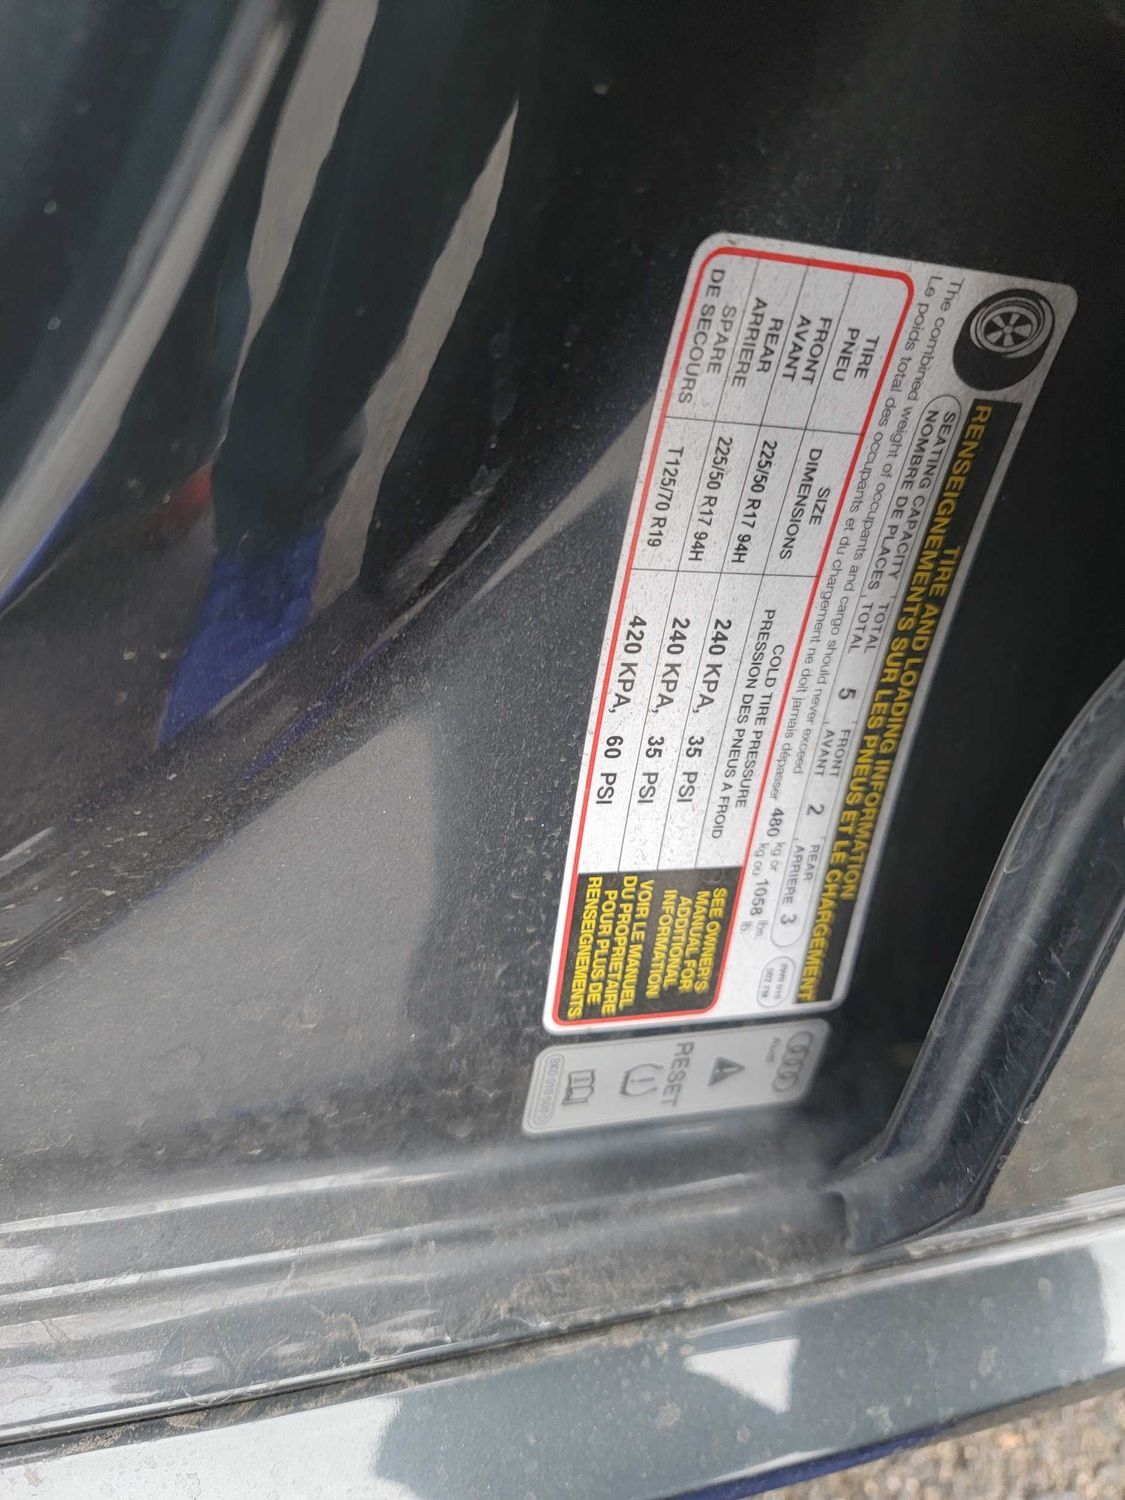 TIRE AND LOADING INFORMATION
RENSEIGNEMENTS SUR LES PNEUS ET LE CHARGEMENT
SEATING CAPACITY TOTAL 5 FRONT 2 REAR 3
NOMBRE DE PLACES TOTAL AVANT ARRIERE
The combined weight of occupants and cargo should never exceed 480 kg or 1058 lbs.
Le poids total des occupants et du chargement ne doit jamais dépasser kg ou lb.
TIRE SIZE COLD TIRE PRESSURE
PNEU DIMENSIONS PRESSION DES PNEUS A FROID
FRONT 225/50 R17 94H 240 KPA, 35 PSI
AVANT
REAR 225/50 R17 94H 240 KPA, 35 PSI
ARRIERE
SPARE T125/70 R19 420 KPA, 60 PSI
DE SECOURS
SEE OWNER'S
MANUAL FOR
ADDITIONAL
INFORMATION
VOIR LE MANUEL
DU PROPRIETAIRE
POUR PLUS DE
RENSEIGNEMENTS
Audi
RESET